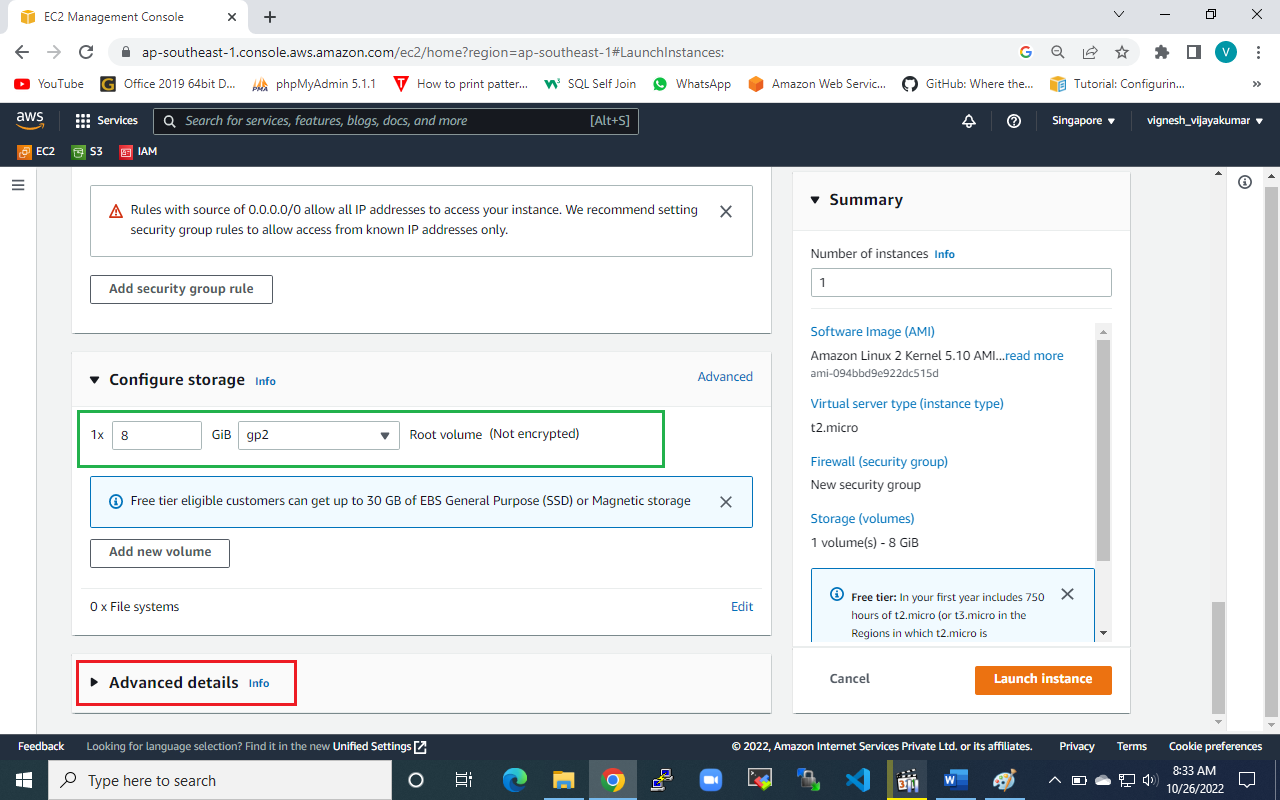 EC2 Management Console
ap-southeast-1.console.aws.amazon.com/ec2/home?region=ap-southeast-1#LaunchInstances:
V
YouTube
Office 2019 64bit D...
phpMyAdmin 5.1.1
How to print patter...
SQL Self Join
WhatsApp
Amazon Web Servic...
GitHub: Where the...
Tutorial: Configurin...
»
aws
Services
Search for services, features, blogs, docs, and more
[Alt+S]
Singapore
vignesh_vijayakumar
EC2
S3
IAM
Rules with source of 0.0.0.0/0 allow all IP addresses to access your instance. We recommend setting
security group rules to allow access from known IP addresses only.
Add security group rule
Configure storage Info
Advanced
1x 8 GiB gp2 Root volume (Not encrypted)
Free tier eligible customers can get up to 30 GB of EBS General Purpose (SSD) or Magnetic storage
Add new volume
0 x File systems
Edit
Advanced details Info
Summary
Number of instances Info
1
Software Image (AMI)
Amazon Linux 2 Kernel 5.10 AMI...read more
ami-094bbd9e922dc515d
Virtual server type (instance type)
t2.micro
Firewall (security group)
New security group
Storage (volumes)
1 volume(s) - 8 GiB
Free tier: In your first year includes 750
hours of t2.micro (or t3.micro in the
Regions in which t2.micro is
Cancel
Launch instance
Feedback
Looking for language selection? Find it in the new Unified Settings
© 2022, Amazon Internet Services Private Ltd. or its affiliates.
Privacy
Terms
Cookie preferences
Type here to search
8:33 AM
10/26/2022